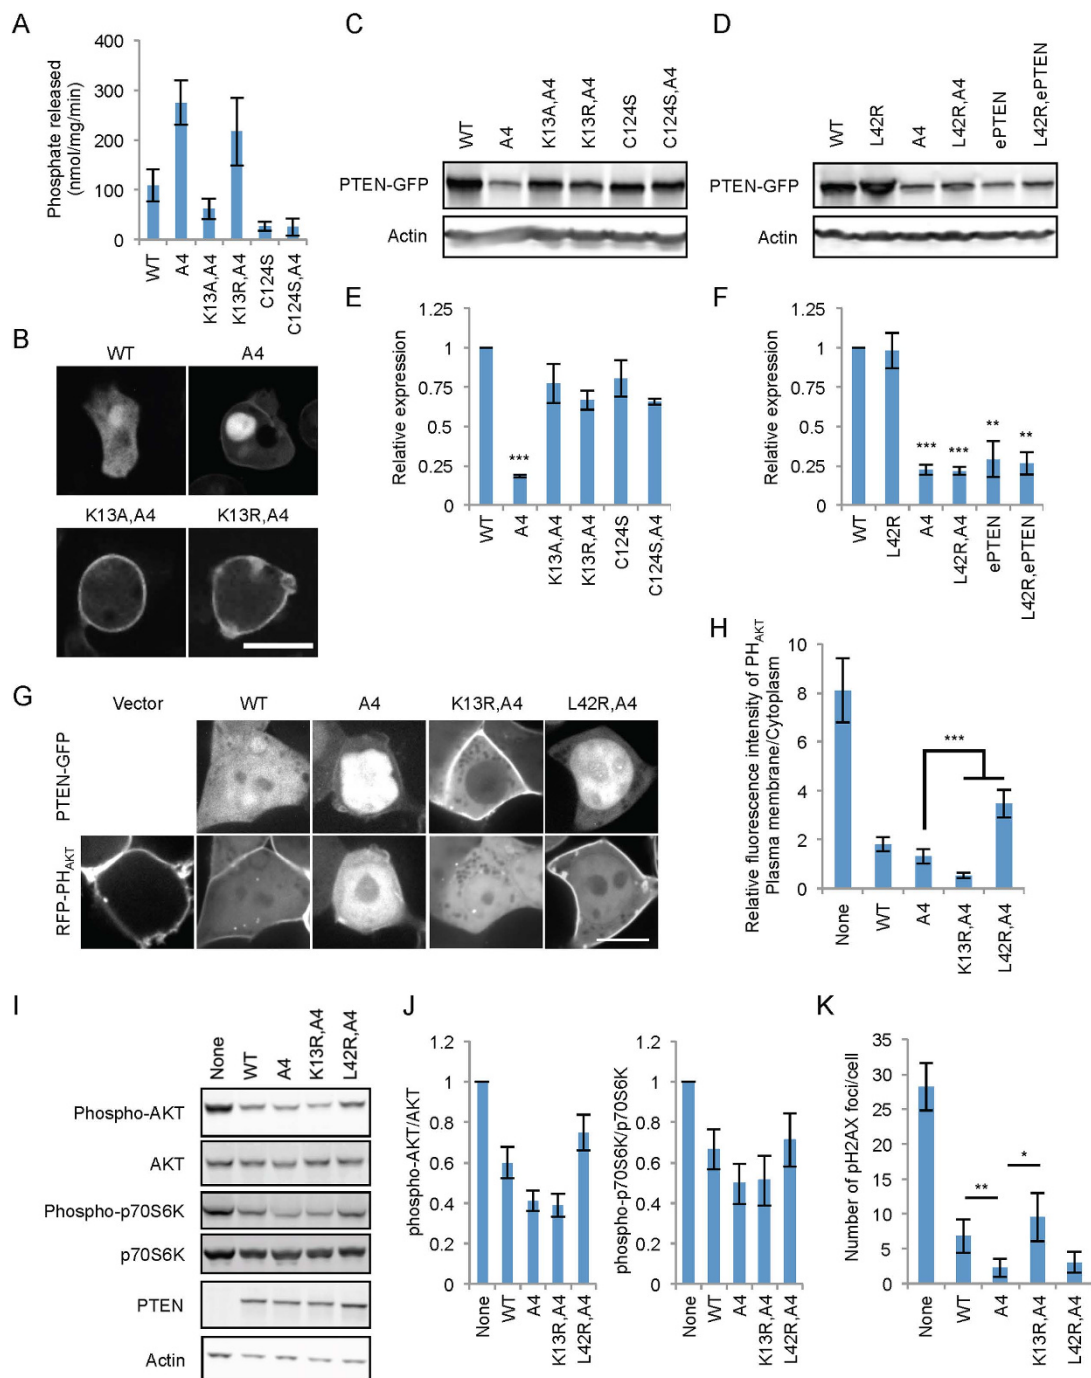 A
Phosphate released
(nmol/mg/min)
400
300
200
100
0
WT
A4
K13A,A4
K13R,A4
C124S
C124S,A4
B
WT
A4
K13A,A4
K13R,A4
C
WT
A4
K13A,A4
K13R,A4
C124S
C124S,A4
PTEN-GFP
Actin
D
WT
L42R
A4
L42R,A4
ePTEN
L42R,ePTEN
PTEN-GFP
Actin
E
Relative expression
1.25
1
0.75
0.5
0.25
0
***
WT
A4
K13A,A4
K13R,A4
C124S
C124S,A4
F
Relative expression
1.25
1
0.75
0.5
0.25
0
***
***
**
**
WT
L42R
A4
L42R,A4
ePTEN
L42R,ePTEN
G
Vector
WT
A4
K13R,A4
L42R,A4
PTEN-GFP
RFP-PHAKT
H
Relative fluorescence intensity of PHAKT
Plasma membrane/Cytoplasm
10
8
6
4
2
0
***
None
WT
A4
K13R,A4
L42R,A4
I
None
WT
A4
K13R,A4
L42R,A4
Phospho-AKT
AKT
Phospho-p70S6K
p70S6K
PTEN
Actin
J
phospho-AKT/AKT
1.2
1
0.8
0.6
0.4
0.2
0
None
WT
A4
K13R,A4
L42R,A4
phospho-p70S6K/p70S6K
1.2
1
0.8
0.6
0.4
0.2
0
None
WT
A4
K13R,A4
L42R,A4
K
Number of pH2AX foci/cell
35
30
25
20
15
10
5
0
**
*
None
WT
A4
K13R,A4
L42R,A4